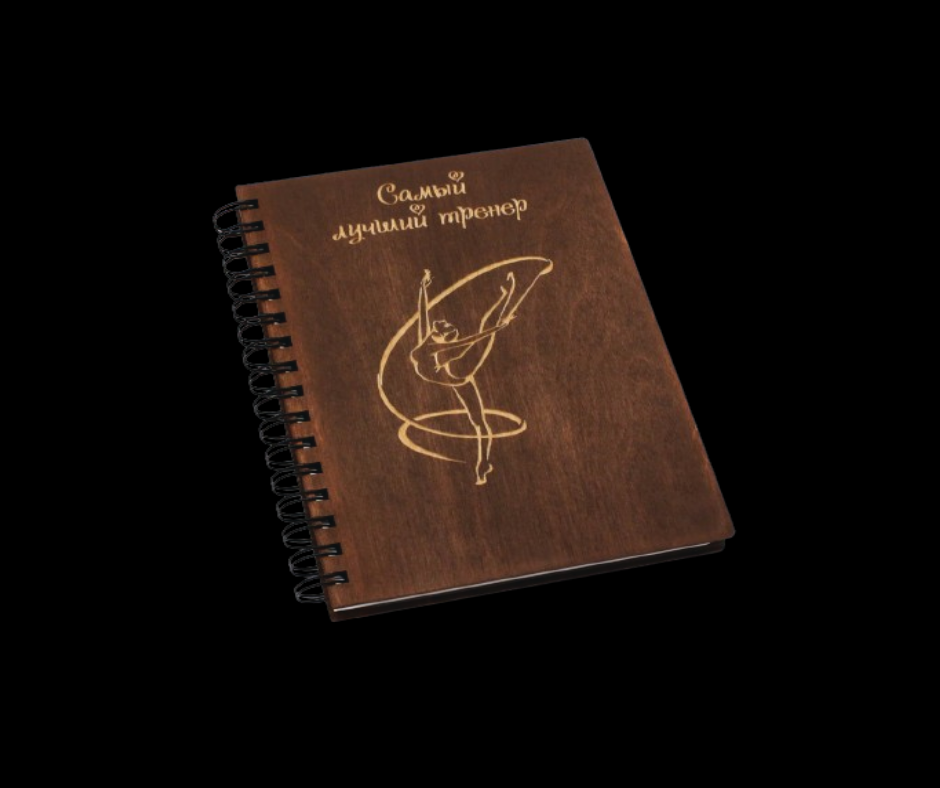 Самый
лучший тренер